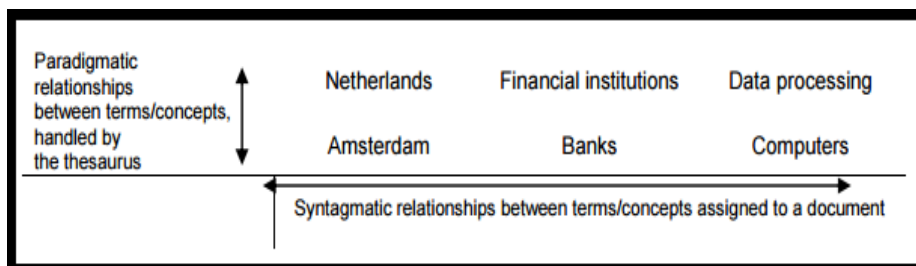 Paradigmatic
relationships
between terms/concepts,
handled by
the thesaurus
Netherlands Financial institutions Data processing
Amsterdam Banks Computers
Syntagmatic relationships between terms/concepts assigned to a document